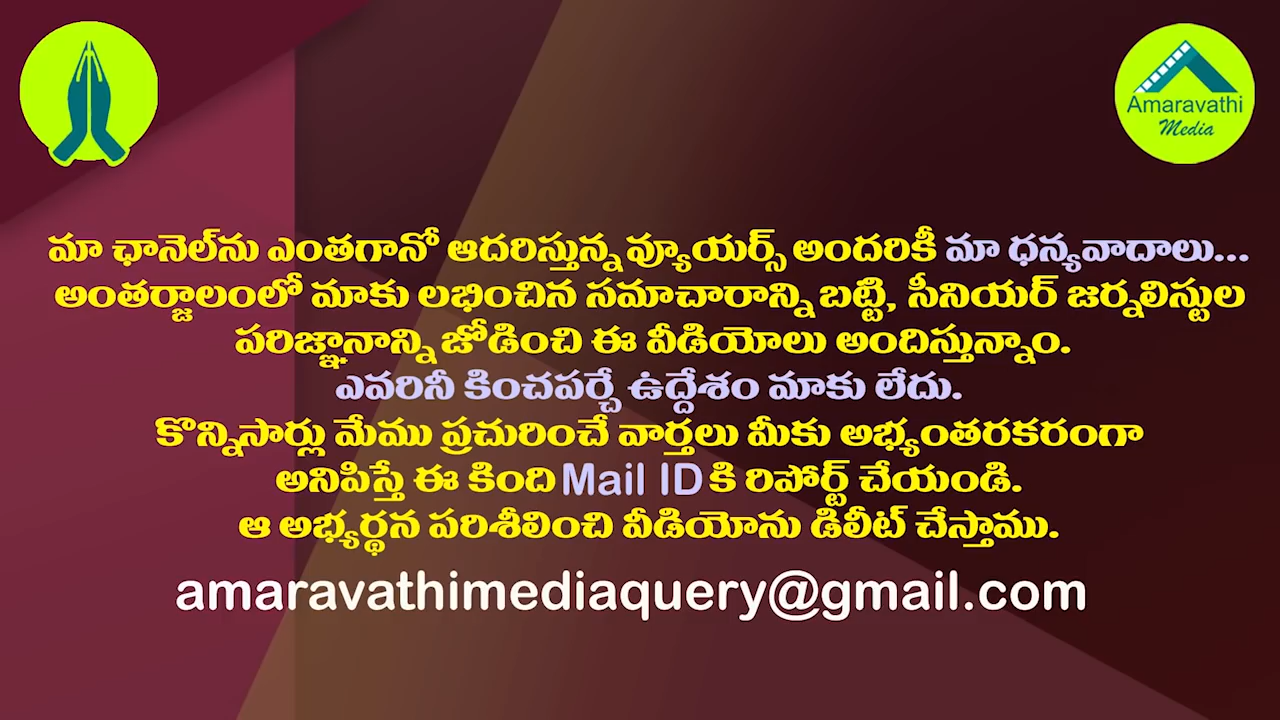 Amaravathi
Media
మా ఛానెల్‌ను ఎంతగానో ఆదరిస్తున్న వ్యూయర్స్ అందరికీ మా ధన్యవాదాలు...
అంతర్జాలంలో మాకు లభించిన సమాచారాన్ని బట్టి, సీనియర్ జర్నలిస్టుల
పరిజ్ఞానాన్ని జోడించి ఈ వీడియోలు అందిస్తున్నాం.
ఎవరినీ కించపర్చే ఉద్దేశం మాకు లేదు.
కొన్నిసార్లు మేము ప్రచురించే వార్తలు మీకు అభ్యంతరకరంగా
అనిపిస్తే ఈ కింది Mail ID కి రిపోర్ట్ చేయండి.
ఆ అభ్యర్థన పరిశీలించి వీడియోను డిలీట్ చేస్తాము.
amaravathimediaquery@gmail.com